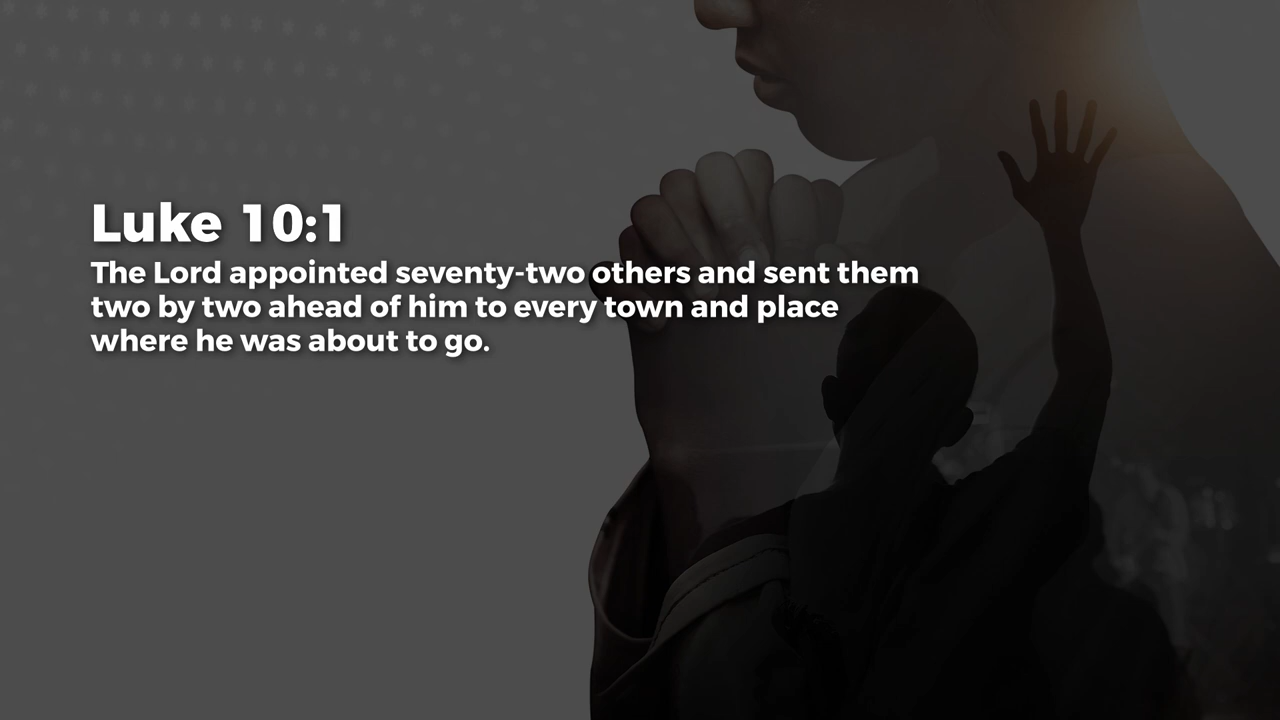 Luke 10:1
The Lord appointed seventy-two others and sent them
two by two ahead of him to every town and place
where he was about to go.